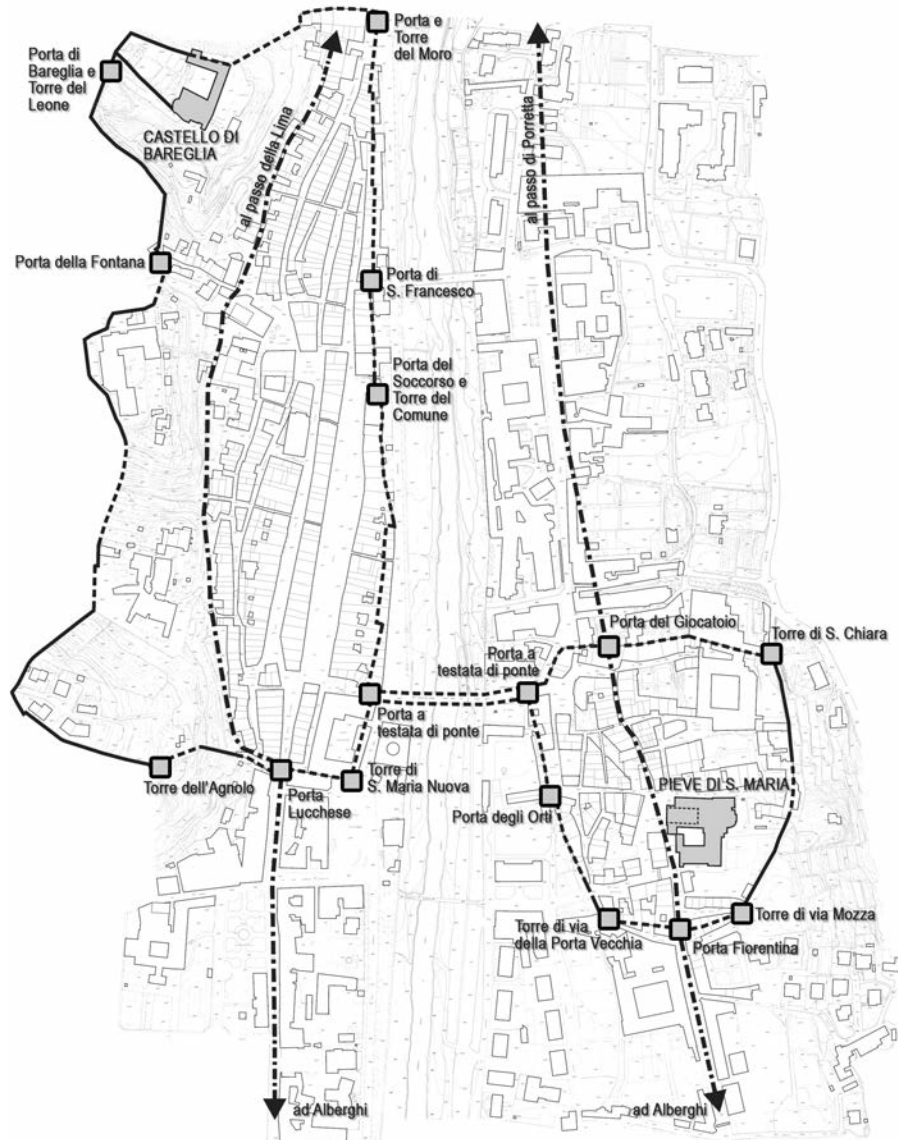 Porta e
Torre
del Moro
Porta di
Bareglia e
Torre del
Leone
CASTELLO DI
BAREGLIA
al passo della Lima
al passo di Porretta
Porta della Fontana
Porta di
S. Francesco
Porta del
Soccorso e
Torre del
Comune
Porta del Giocatoio
Torre di S. Chiara
Porta a
testata di ponte
Porta a
testata di ponte
Torre dell'Agnolo
Porta
Lucchese
Torre di
S. Maria Nuova
Porta degli Orti
PIEVE DI S. MARIA
Torre di via
della Porta Vecchia
Porta Fiorentina
Torre di via Mozza
ad Alberghi
ad Alberghi